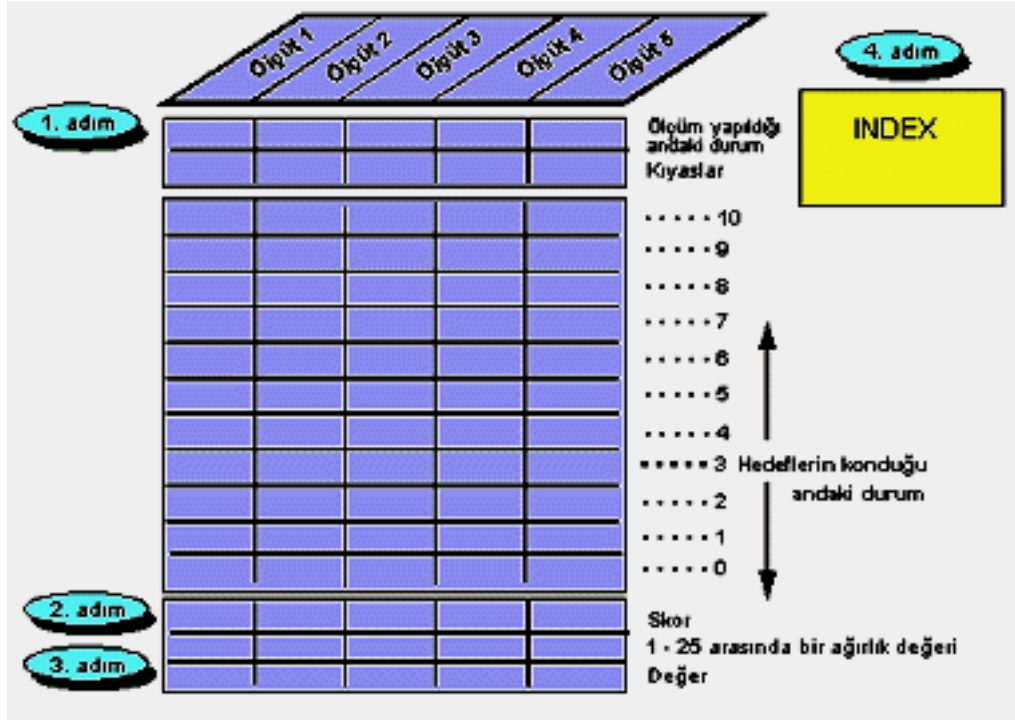 Ölçüt 1
Ölçüt 2
Ölçüt 3
Ölçüt 4
Ölçüt 5
4. adım
INDEX
1. adım
Ölçüm yapıldığı
andaki durum
Kıyaslar
10
9
8
7
6
5
4
3 Hedeflerin konduğu
andaki durum
2
1
0
2. adım
Skor
1 - 25 arasında bir ağırlık değeri
3. adım
Değer